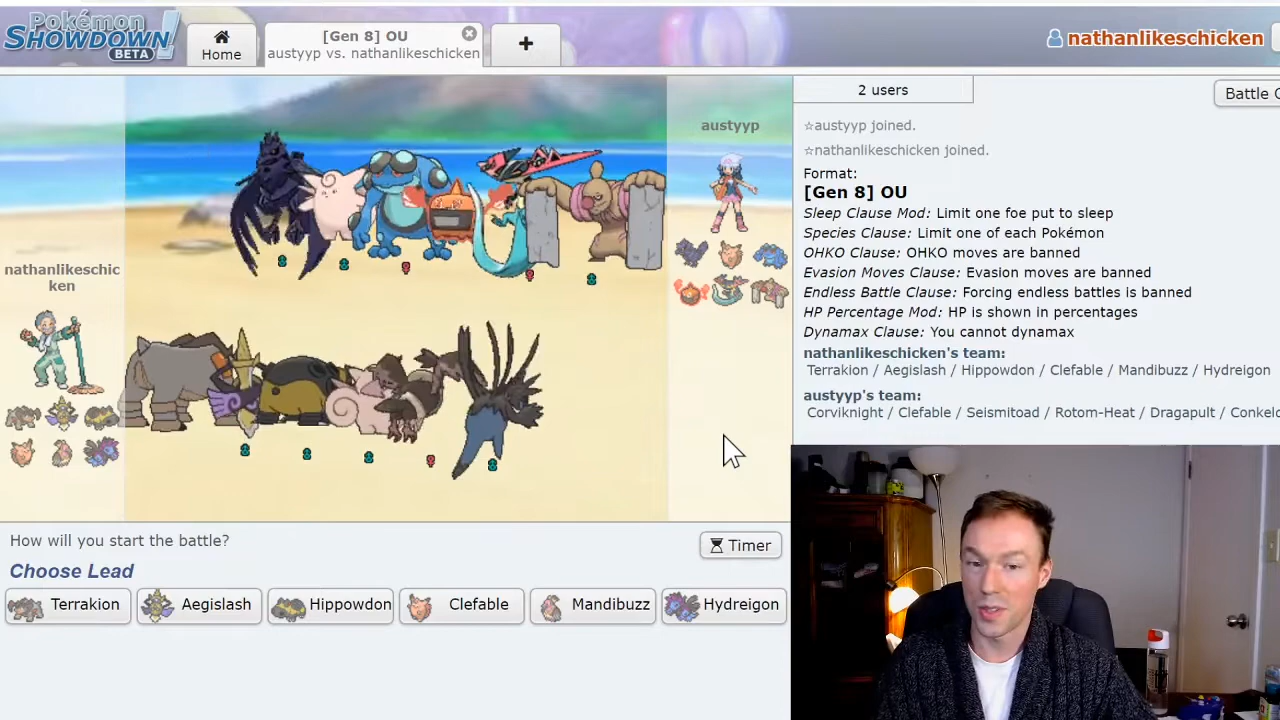 Pokémon
SHOWDOWN!
BETA
Home
[Gen 8] OU
austyyp vs. nathanlikeschicken
+
nathanlikeschicken
2 users
Battle
☆austyyp joined.
☆nathanlikeschicken joined.
Format:
[Gen 8] OU
Sleep Clause Mod: Limit one foe put to sleep
Species Clause: Limit one of each Pokémon
OHKO Clause: OHKO moves are banned
Evasion Moves Clause: Evasion moves are banned
Endless Battle Clause: Forcing endless battles is banned
HP Percentage Mod: HP is shown in percentages
Dynamax Clause: You cannot dynamax
nathanlikeschicken's team:
Terrakion / Aegislash / Hippowdon / Clefable / Mandibuzz / Hydreigon
austyyp's team:
Corviknight / Clefable / Seismitoad / Rotom-Heat / Dragapult / Conkel
austyyp
nathanlikeschic
ken
How will you start the battle?
Timer
Choose Lead
Terrakion
Aegislash
Hippowdon
Clefable
Mandibuzz
Hydreigon